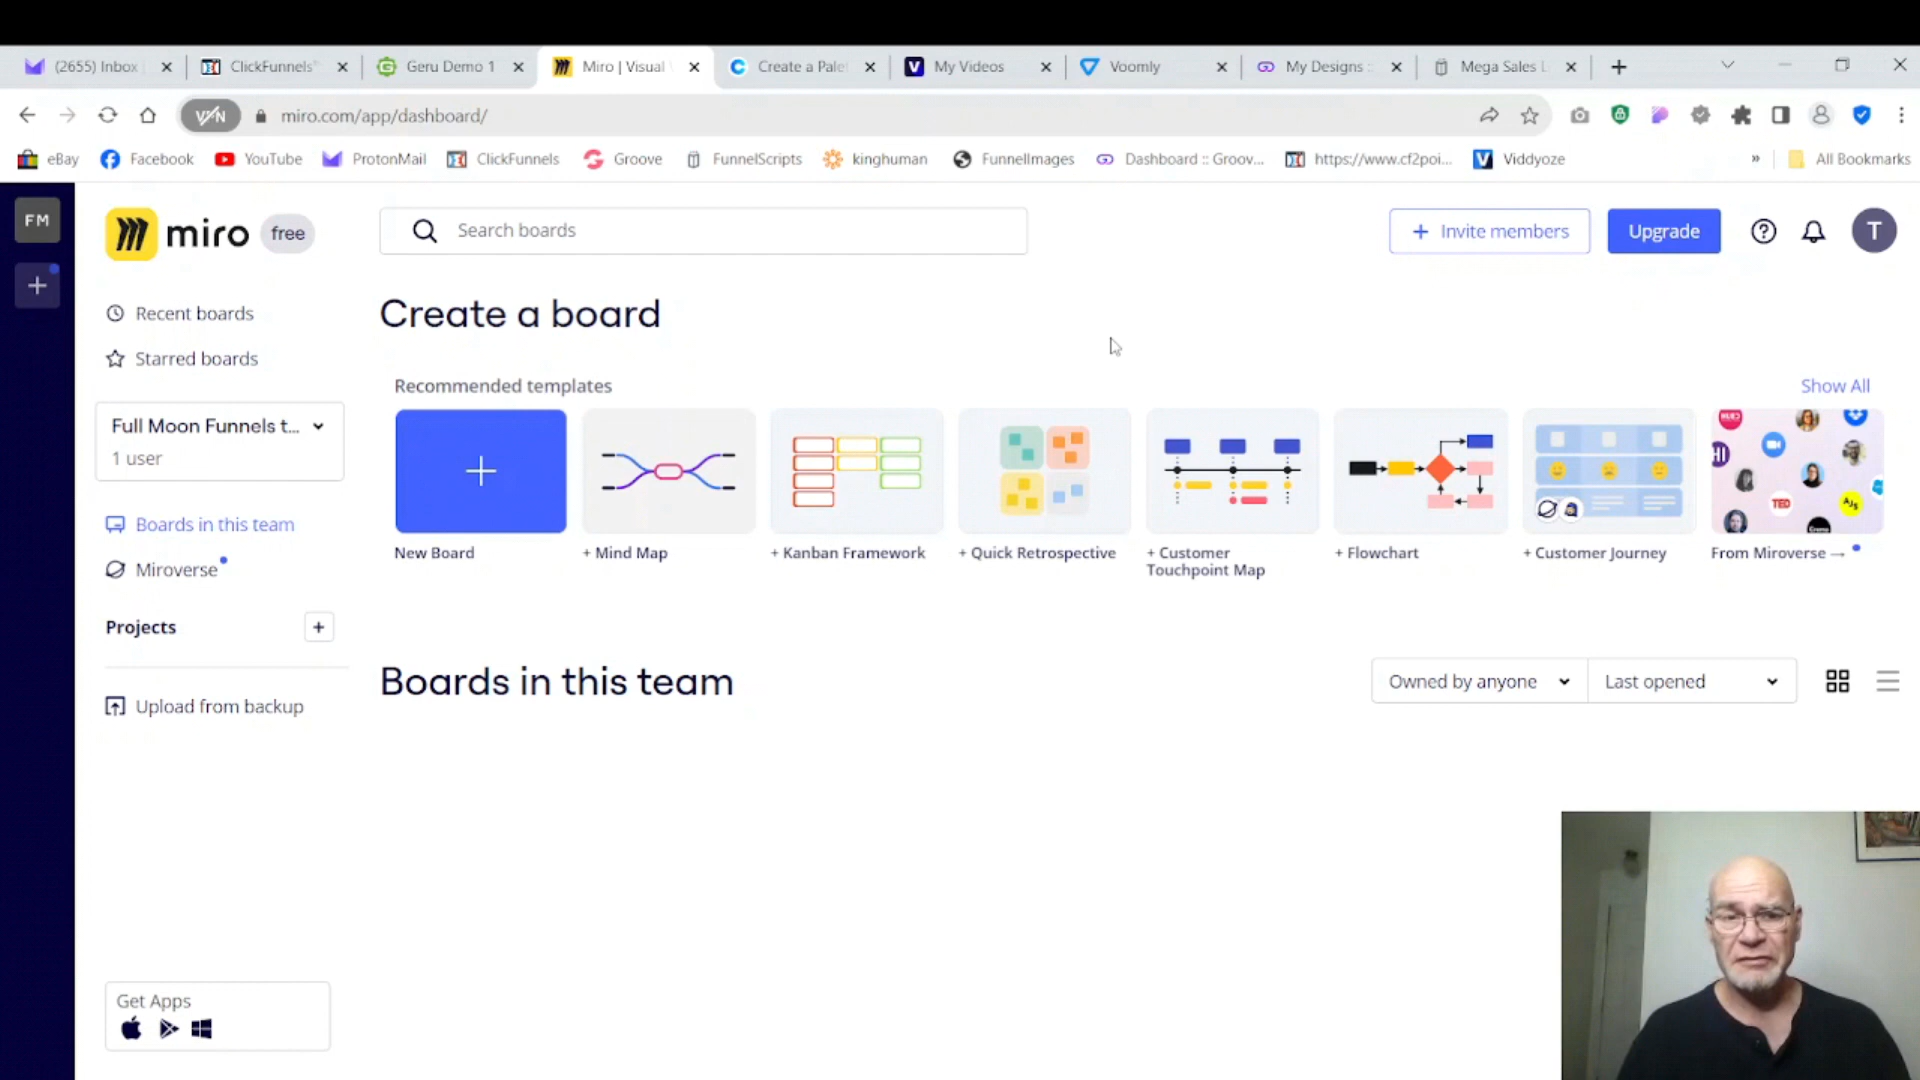 (2655) Inbox
ClickFunnels
Geru Demo 1
Miro | Visual
Create a Pale
My Videos
Voomly
My Designs :
Mega Sales L
VPN
miro.com/app/dashboard/
eBay
Facebook
YouTube
ProtonMail
ClickFunnels
Groove
FunnelScripts
kinghuman
FunnelImages
Dashboard :: Groov...
https://www.cf2poi...
Viddyoze
»
All Bookmarks
FM
miro
free
Search boards
+ Invite members
Upgrade
T
Recent boards
Starred boards
Full Moon Funnels t...
1 user
Boards in this team
Miroverse
Projects
Upload from backup
Get Apps
Create a board
Recommended templates
Show All
New Board
+ Mind Map
+ Kanban Framework
+ Quick Retrospective
+ Customer
Touchpoint Map
+ Flowchart
+ Customer Journey
TED
From Miroverse →
Boards in this team
Owned by anyone
Last opened